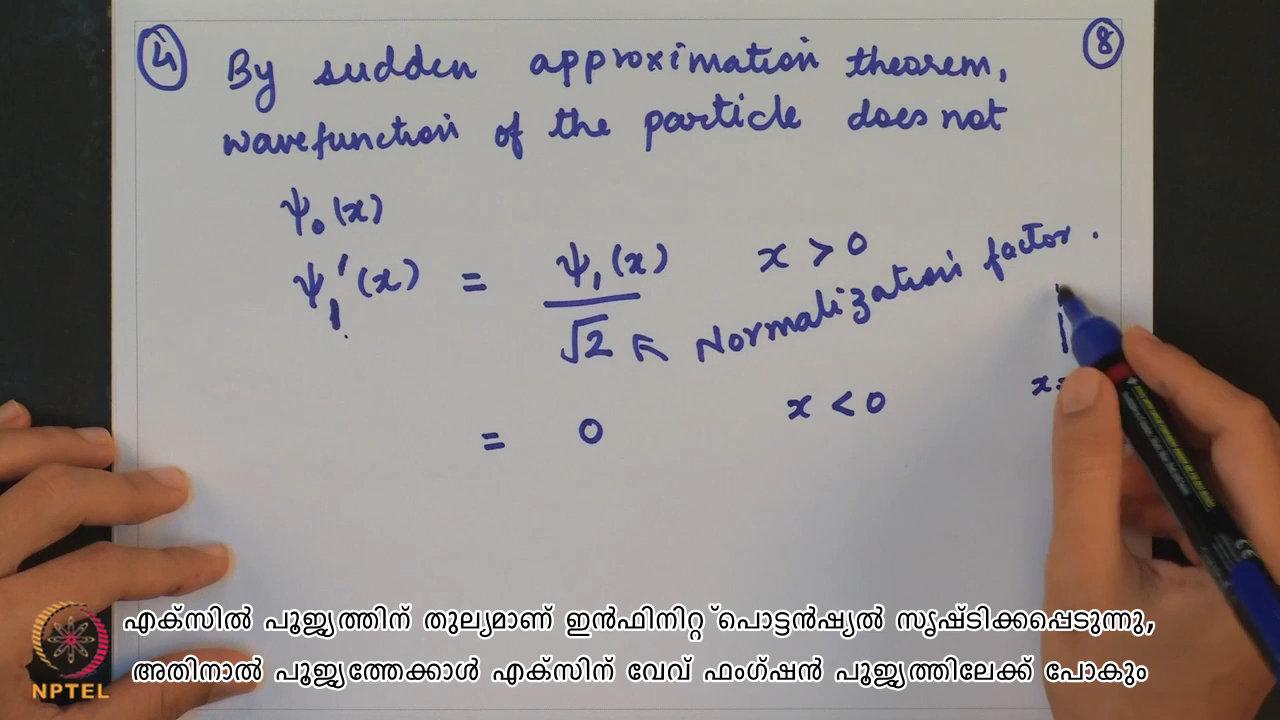 ④ By sudden approximation theorem, ⑧
wavefunction of the particle does not
ψ₀(x)
ψ₁'(x) = ψ₁(x)/√2 x > 0
↖ Normalization factor.
= 0 x < 0
x=
എക്സിൽ പൂജ്യത്തിന് തുല്യമാണ് ഇൻഫിനിറ്റ് പൊട്ടൻഷ്യൽ സൃഷ്ടിക്കപ്പെടുന്നു,
അതിനാൽ പൂജ്യത്തേക്കാൾ എക്സിന് വേവ് ഫംഗ്ഷൻ പൂജ്യത്തിലേക്ക് പോകും
NPTEL